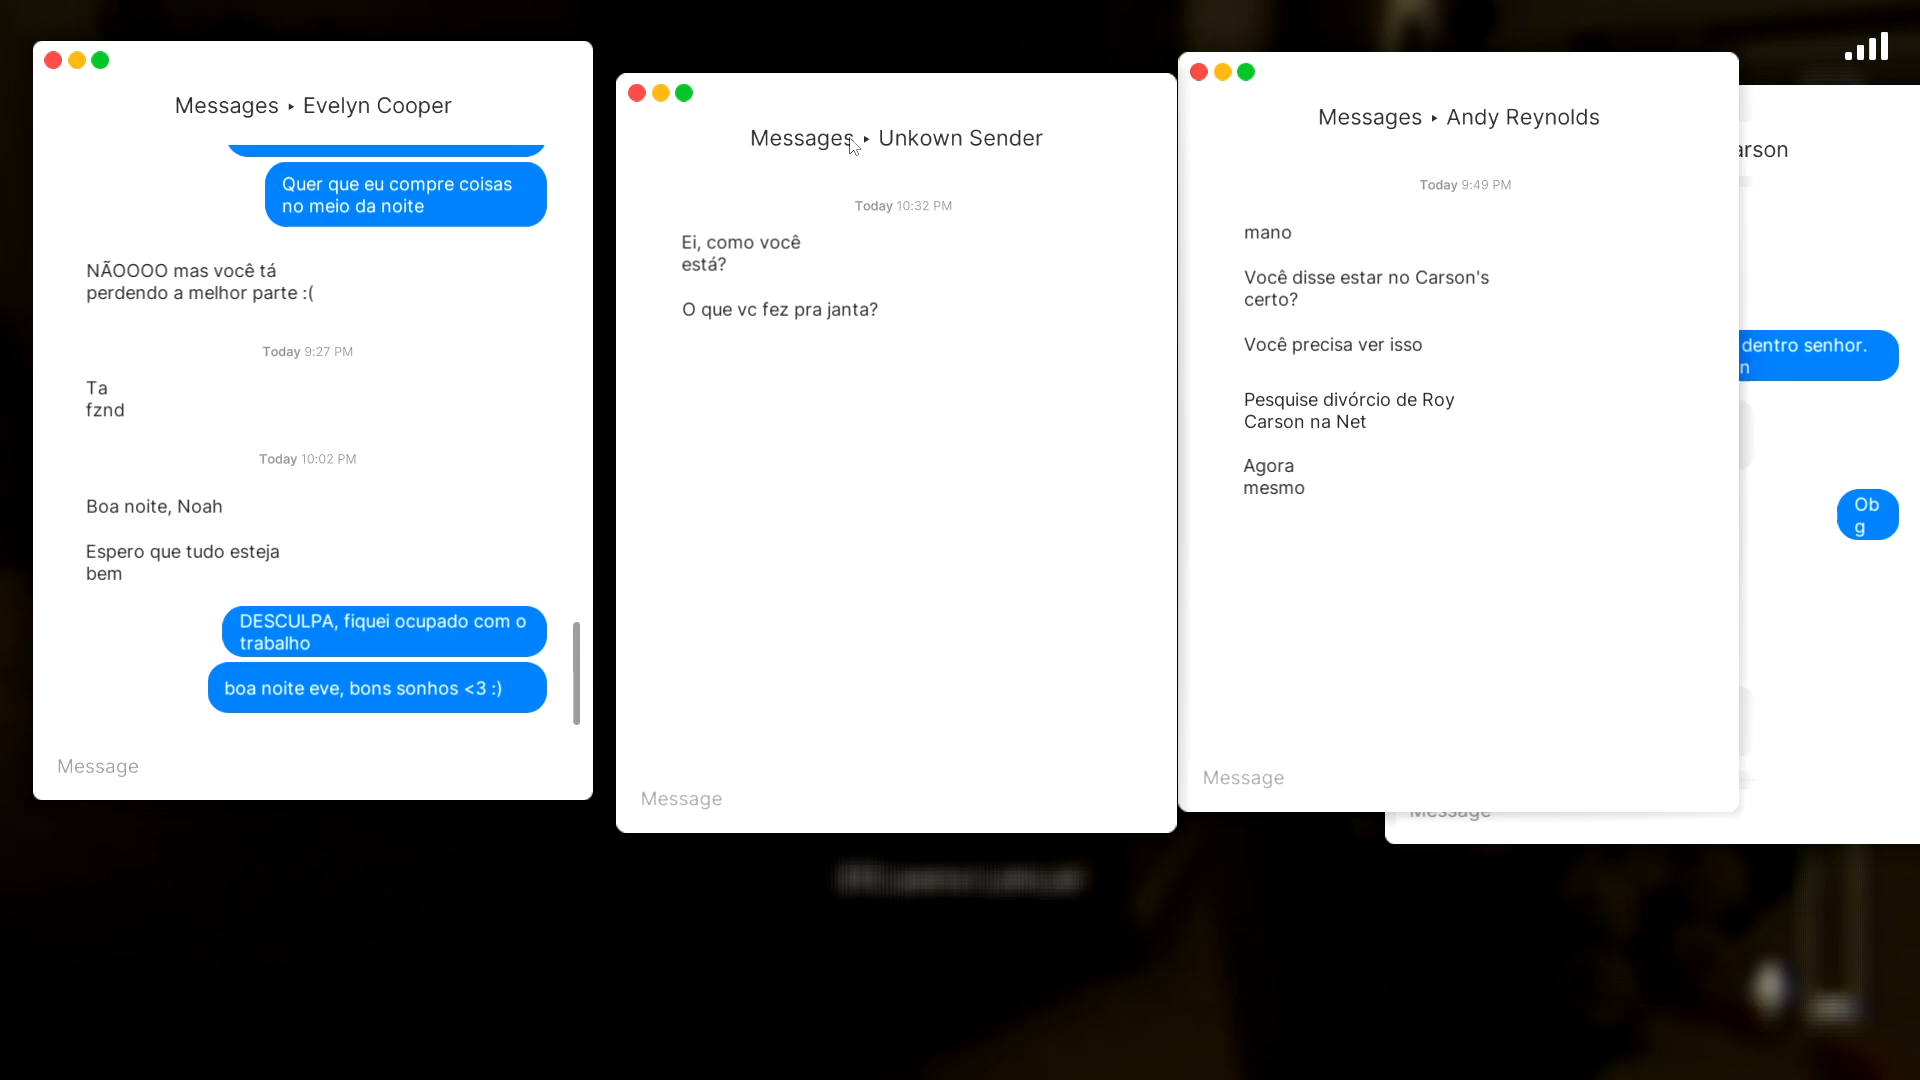 Messages ‣ Evelyn Cooper
Quer que eu compre coisas
no meio da noite
NÃOOOO mas você tá
perdendo a melhor parte :(
Today 9:27 PM
Ta
fznd
Today 10:02 PM
Boa noite, Noah
Espero que tudo esteja
bem
DESCULPA, fiquei ocupado com o
trabalho
boa noite eve, bons sonhos <3 :)
Message
Messages ‣ Unkown Sender
Today 10:32 PM
Ei, como você
está?
O que vc fez pra janta?
Message
Messages ‣ Andy Reynolds
Today 9:49 PM
mano
Você disse estar no Carson's
certo?
Você precisa ver isso
Pesquise divórcio de Roy
Carson na Net
Agora
mesmo
Message
arson
dentro senhor.
n
Ob
g
Message